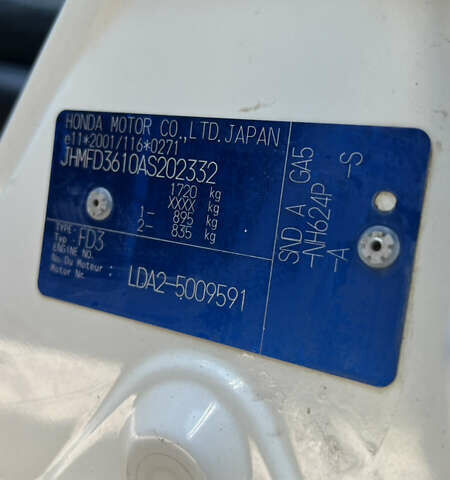 HONDA MOTOR CO.,LTD.JAPAN
e11*2001/116*0271
JHMFD3610AS202332
1720 kg
XXXX kg
1- 895 kg
2- 835 kg
TYPE:
Typ: FD3
ENGINE NO.
No. Du Moteur:
Motor Nr. LDA2-5009591
SND A GA5
-NH624P -S
-A